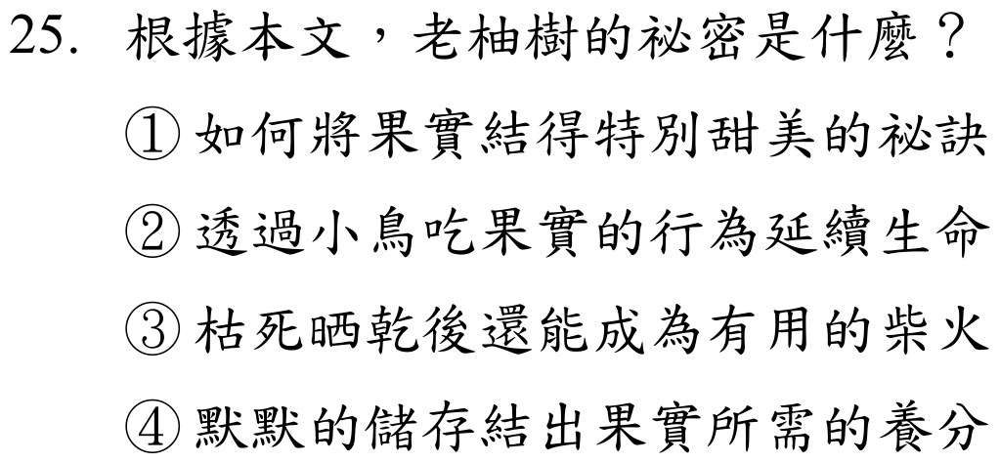 25. 根據本文，老柚樹的祕密是什麼？
①如何將果實結得特別甜美的祕訣
②透過小鳥吃果實的行為延續生命
③枯死晒乾後還能成為有用的柴火
④默默的儲存結出果實所需的養分